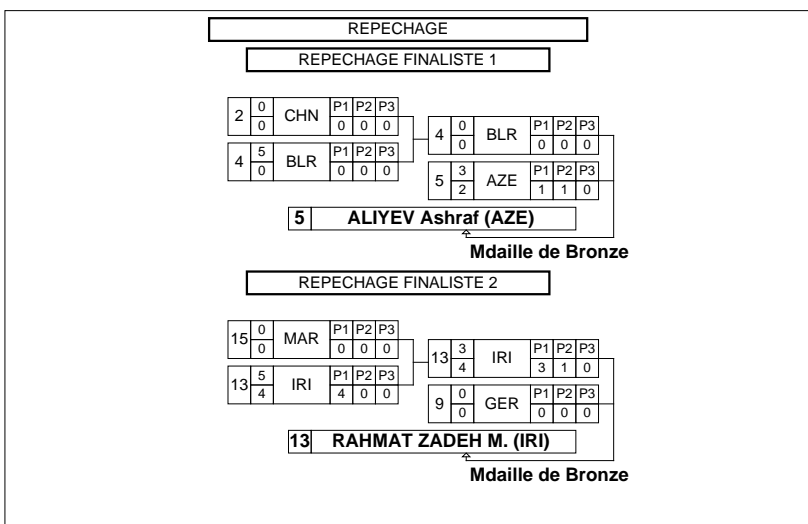 REPECHAGE
REPECHAGE FINALISTE 1
2 0 0 CHN P1 P2 P3 0 0 0
4 5 0 BLR P1 P2 P3 0 0 0
4 0 0 BLR P1 P2 P3 0 0 0
5 3 2 AZE P1 P2 P3 1 1 0
5 ALIYEV Ashraf (AZE)
Mdaille de Bronze
REPECHAGE FINALISTE 2
15 0 0 MAR P1 P2 P3 0 0 0
13 5 4 IRI P1 P2 P3 4 0 0
13 3 4 IRI P1 P2 P3 3 1 0
9 0 0 GER P1 P2 P3 0 0 0
13 RAHMAT ZADEH M. (IRI)
Mdaille de Bronze